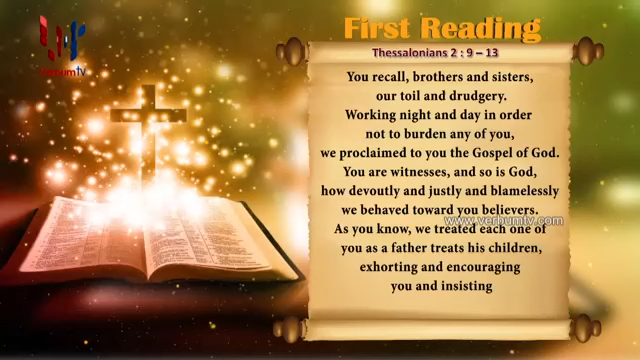 First Reading
Thessalonians 2 : 9 – 13
You recall, brothers and sisters,
our toil and drudgery.
Working night and day in order
not to burden any of you,
we proclaimed to you the Gospel of God.
You are witnesses, and so is God,
how devoutly and justly and blamelessly
we behaved toward you believers.
www.verhumtv.com
As you know, we treated each one of
you as a father treats his children,
exhorting and encouraging
you and insisting
verhumtv